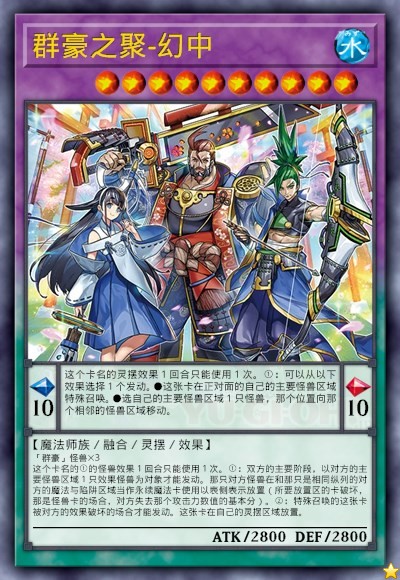 群豪之聚-幻中
水
这个卡名的灵摆效果1回合只能使用1次。①：可以从以下
效果选择1个发动。●这张卡在正对面的自己的主要怪兽区域
特殊召唤。●选自己的主要怪兽区域1只怪兽，那个位置向那
个相邻的怪兽区域移动。
10
10
【魔法师族／融合／灵摆／效果】
「群豪」怪兽×3
这个卡名的①的怪兽效果1回合只能使用1次。①：双方的主要阶段，以对方的主
要怪兽区域1只效果怪兽为对象才能发动。那只对方怪兽在和那只是相同纵列的对
方的魔法与陷阱区域当作永续魔法卡使用以表侧表示放置（所要放置区的卡破坏，
那是怪兽卡的场合，对方失去那个攻击力数值的基本分）。②：特殊召唤的这张卡
被对方的效果破坏的场合才能发动。这张卡在自己的灵摆区域放置。
ATK/2800 DEF/2800